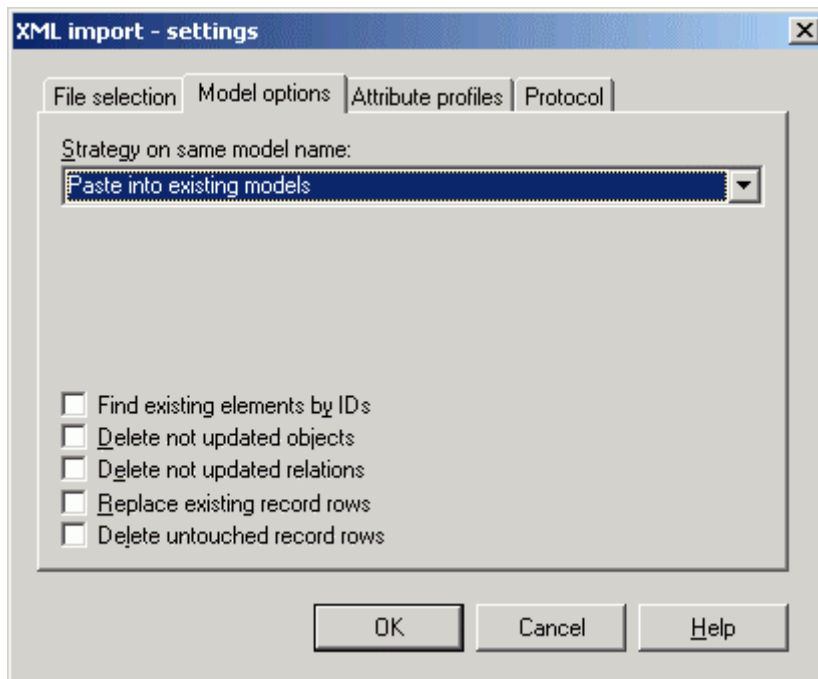 XML import - settings
File selection
Model options
Attribute profiles
Protocol
Strategy on same model name:
Paste into existing models
Find existing elements by IDs
Delete not updated objects
Delete not updated relations
Replace existing record rows
Delete untouched record rows
OK
Cancel
Help